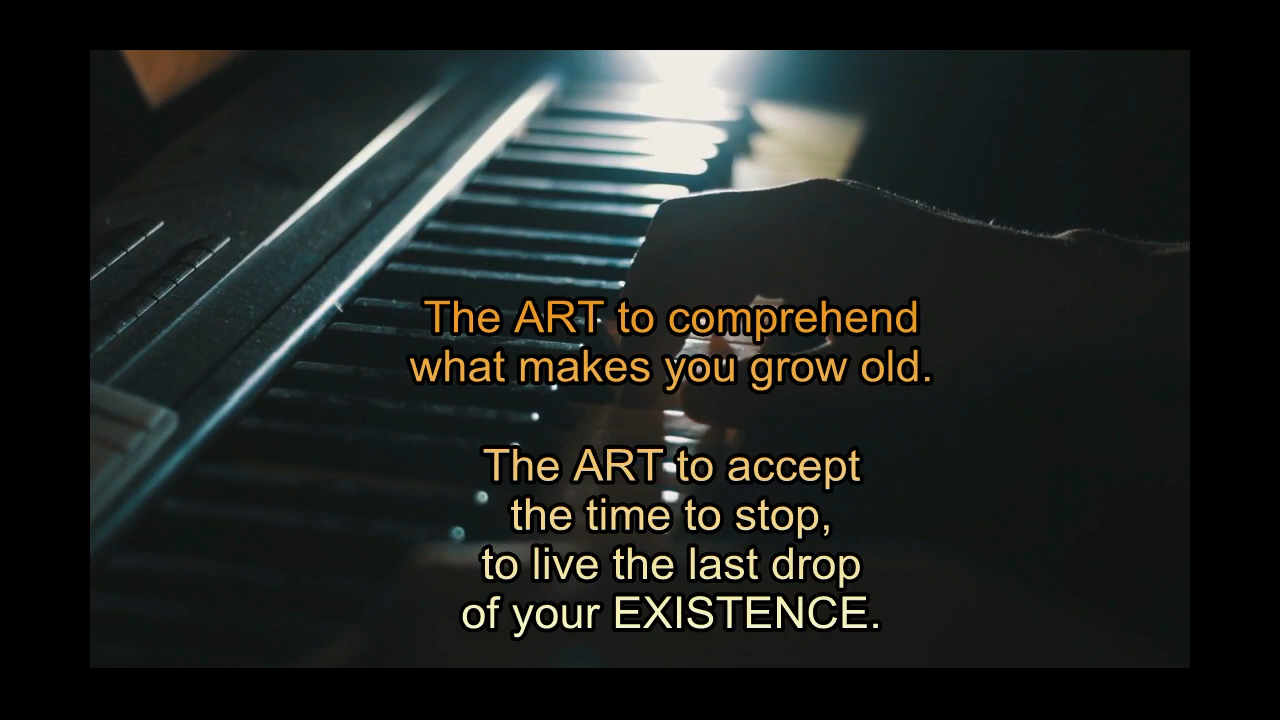 The ART to comprehend
what makes you grow old.
The ART to accept
the time to stop,
to live the last drop
of your EXISTENCE.